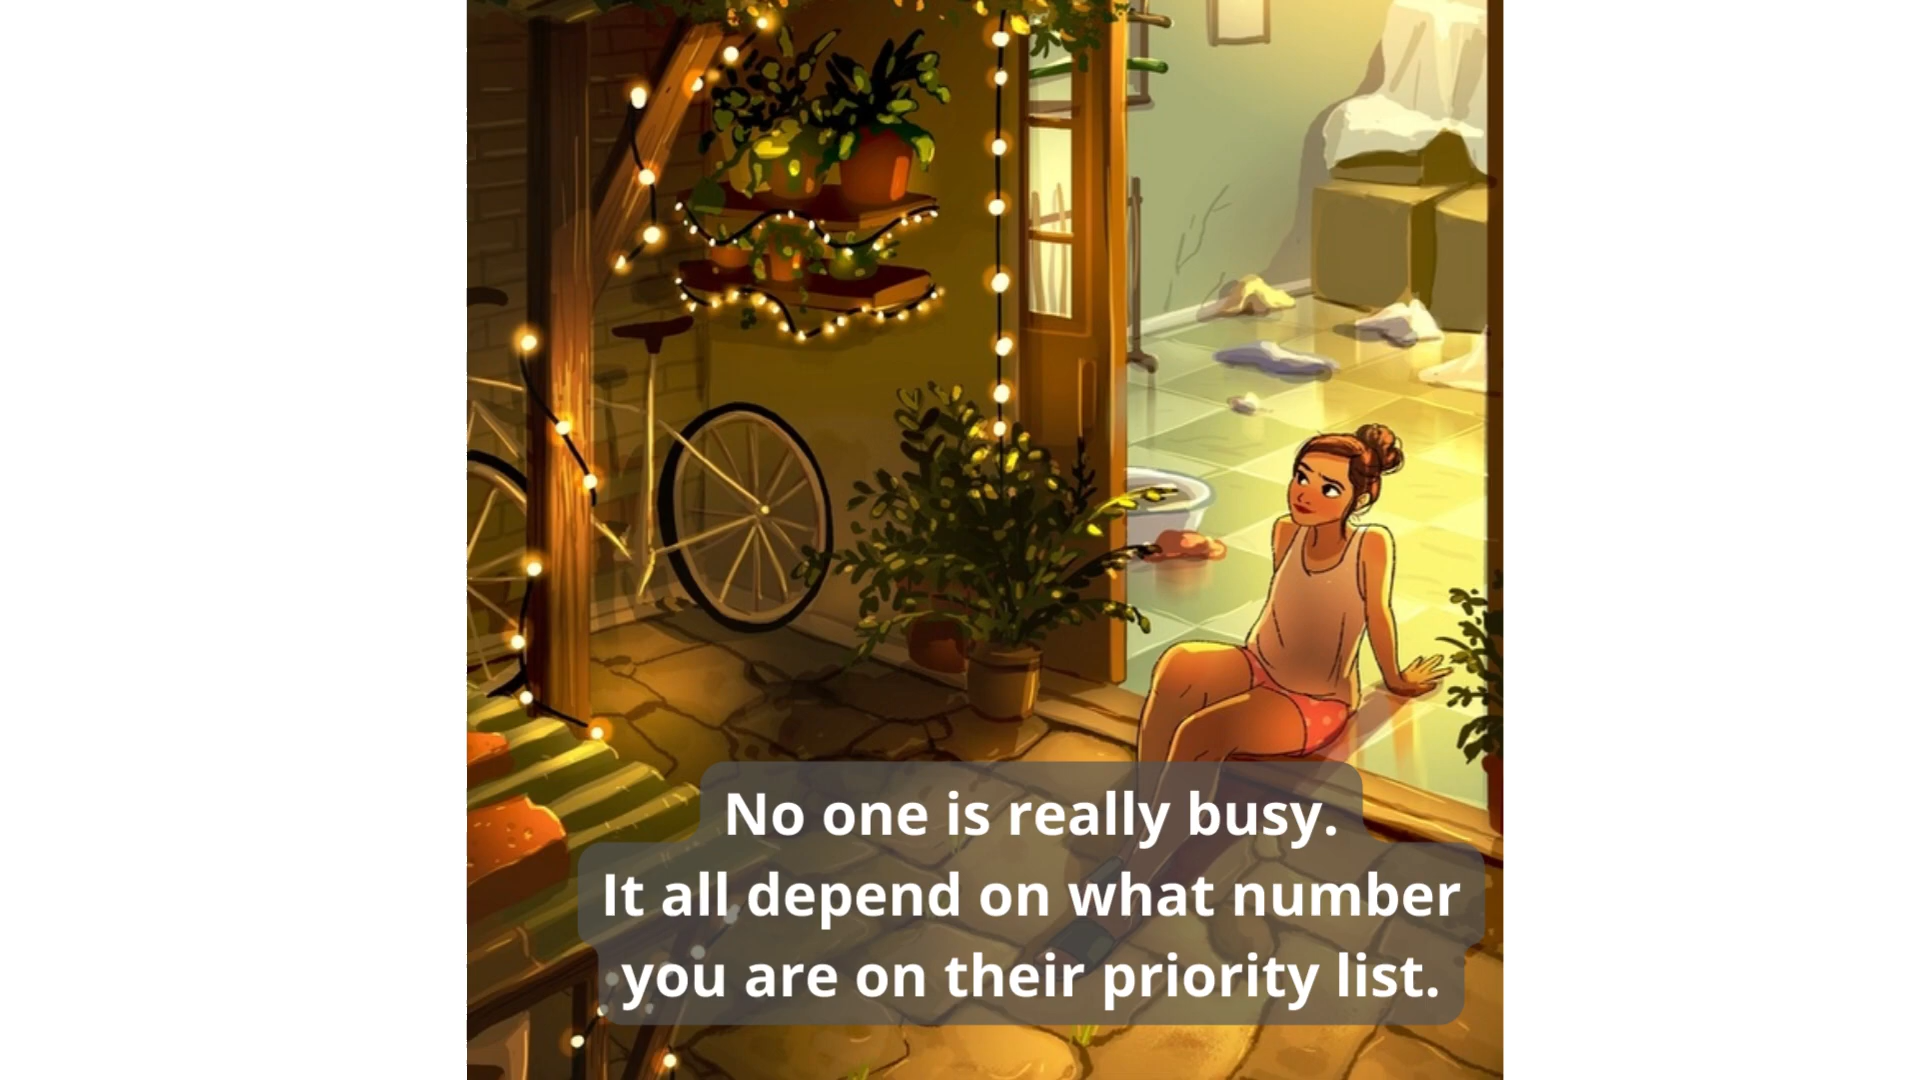 No one is really busy.
It all depend on what number
you are on their priority list.